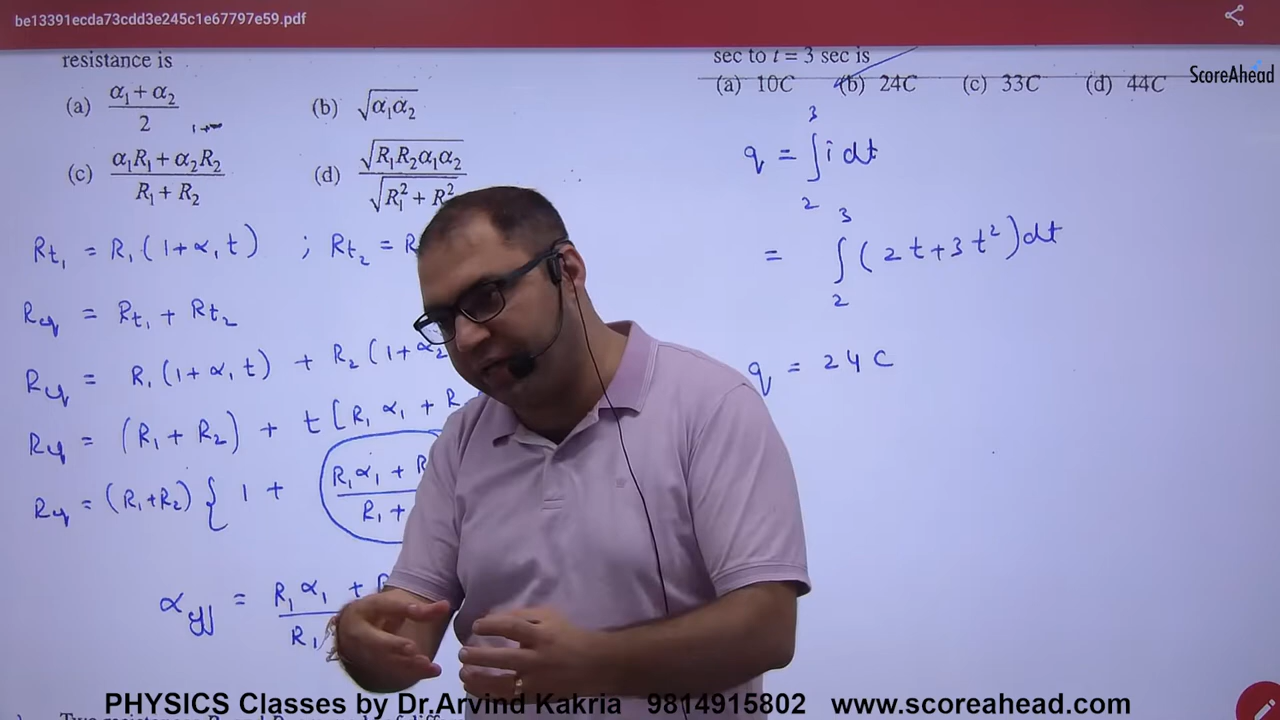 be13391ecda73cdd3e245c1e67797e59.pdf
resistance is
(a) α₁ + α₂ / 2
(b) √α₁α₂
(c) α₁R₁ + α₂R₂ / R₁ + R₂
(d) √R₁R₂α₁α₂ / √R₁² + R²
Rt₁ = R₁(1+α₁t) ; Rt₂ = R
Req = Rt₁ + Rt₂
Req = R₁(1+α₁t) + R₂(1+α₂
Req = (R₁ + R₂) + t[R₁α₁ + R
Req = (R₁+R₂) { 1 + R₁α₁ + R / R₁ +
αeff = R₁α₁ + R / R₁
sec to t = 3 sec is
(a) 10C (b) 24C (c) 33C (d) 44C
ScoreAhead
q = ∫₂³ i dt
= ∫₂³ (2t+3t²)dt
q = 24 C
PHYSICS Classes by Dr.Arvind Kakria 9814915802 www.scoreahead.com